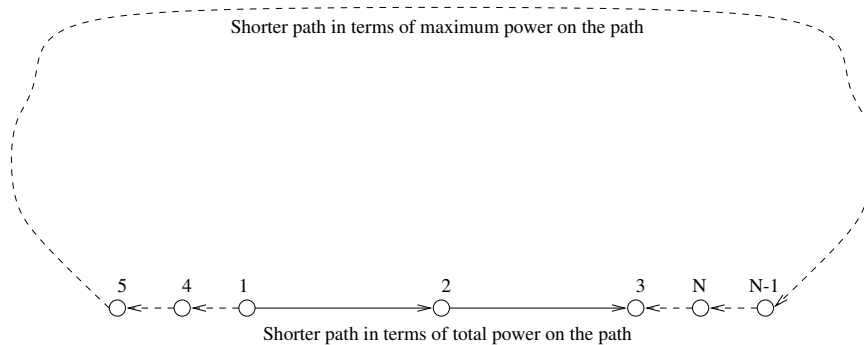 Shorter path in terms of maximum power on the path
5 4 1 2 3 N N-1
Shorter path in terms of total power on the path